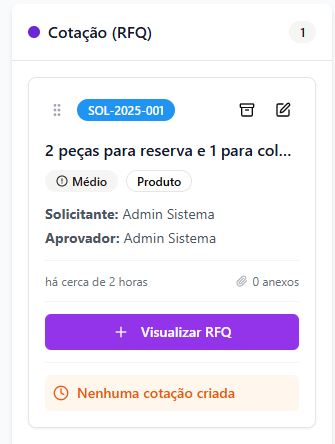 Cotação (RFQ)
1
SOL-2025-001
2 peças para reserva e 1 para col...
Médio
Produto
Solicitante: Admin Sistema
Aprovador: Admin Sistema
há cerca de 2 horas
0 anexos
Visualizar RFQ
Nenhuma cotação criada